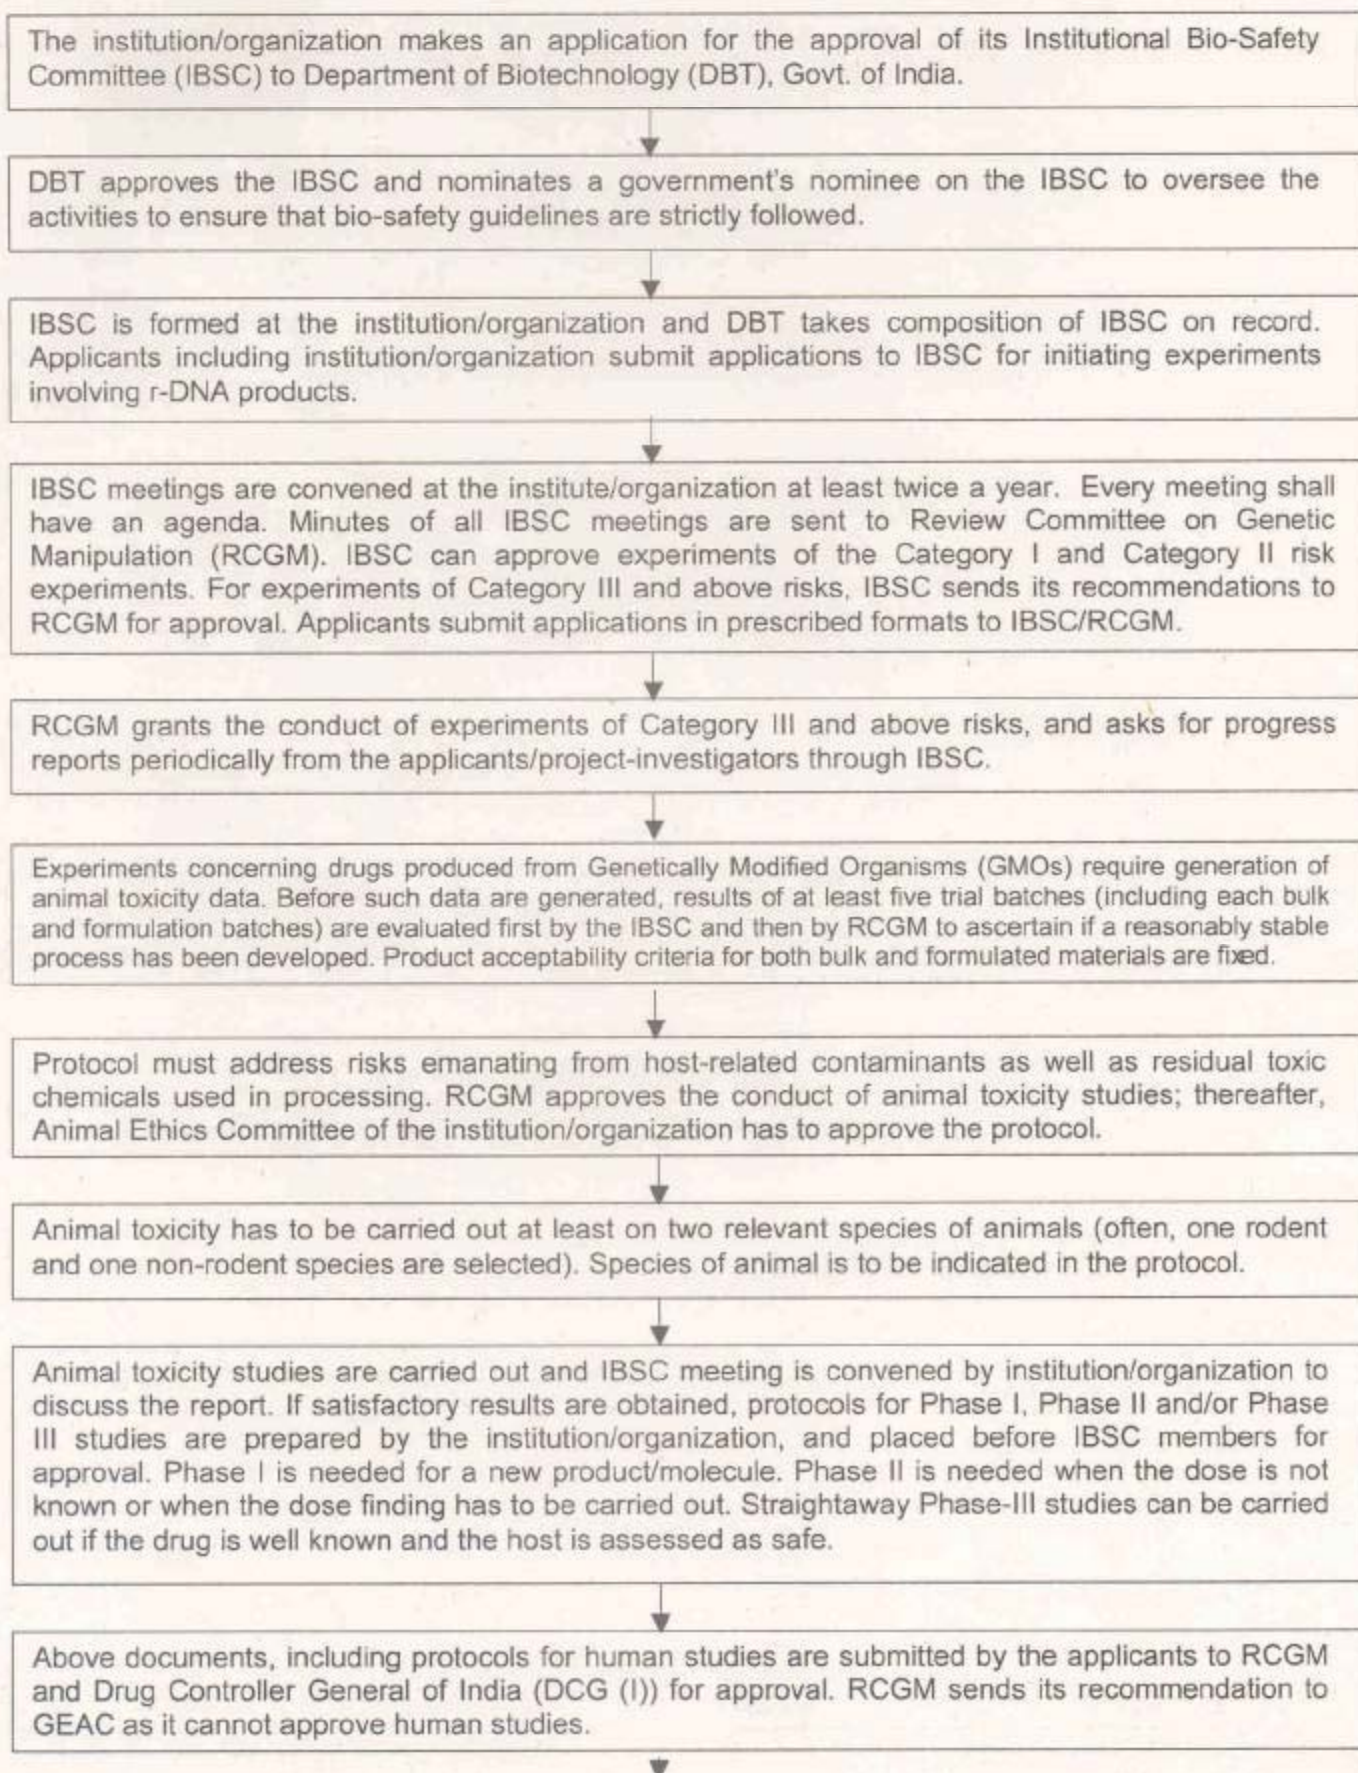 The institution/organization makes an application for the approval of its Institutional Bio-Safety
Committee (IBSC) to Department of Biotechnology (DBT), Govt. of India.
DBT approves the IBSC and nominates a government's nominee on the IBSC to oversee the
activities to ensure that bio-safety guidelines are strictly followed.
IBSC is formed at the institution/organization and DBT takes composition of IBSC on record.
Applicants including institution/organization submit applications to IBSC for initiating experiments
involving r-DNA products.
IBSC meetings are convened at the institute/organization at least twice a year. Every meeting shall
have an agenda. Minutes of all IBSC meetings are sent to Review Committee on Genetic
Manipulation (RCGM). IBSC can approve experiments of the Category I and Category II risk
experiments. For experiments of Category III and above risks, IBSC sends its recommendations to
RCGM for approval. Applicants submit applications in prescribed formats to IBSC/RCGM.
RCGM grants the conduct of experiments of Category III and above risks, and asks for progress
reports periodically from the applicants/project-investigators through IBSC.
Experiments concerning drugs produced from Genetically Modified Organisms (GMOs) require generation of
animal toxicity data. Before such data are generated, results of at least five trial batches (including each bulk
and formulation batches) are evaluated first by the IBSC and then by RCGM to ascertain if a reasonably stable
process has been developed. Product acceptability criteria for both bulk and formulated materials are fixed.
Protocol must address risks emanating from host-related contaminants as well as residual toxic
chemicals used in processing. RCGM approves the conduct of animal toxicity studies; thereafter,
Animal Ethics Committee of the institution/organization has to approve the protocol.
Animal toxicity has to be carried out at least on two relevant species of animals (often, one rodent
and one non-rodent species are selected). Species of animal is to be indicated in the protocol.
Animal toxicity studies are carried out and IBSC meeting is convened by institution/organization to
discuss the report. If satisfactory results are obtained, protocols for Phase I, Phase II and/or Phase
III studies are prepared by the institution/organization, and placed before IBSC members for
approval. Phase I is needed for a new product/molecule. Phase II is needed when the dose is not
known or when the dose finding has to be carried out. Straightaway Phase-III studies can be carried
out if the drug is well known and the host is assessed as safe.
Above documents, including protocols for human studies are submitted by the applicants to RCGM
and Drug Controller General of India (DCG (I)) for approval. RCGM sends its recommendation to
GEAC as it cannot approve human studies.